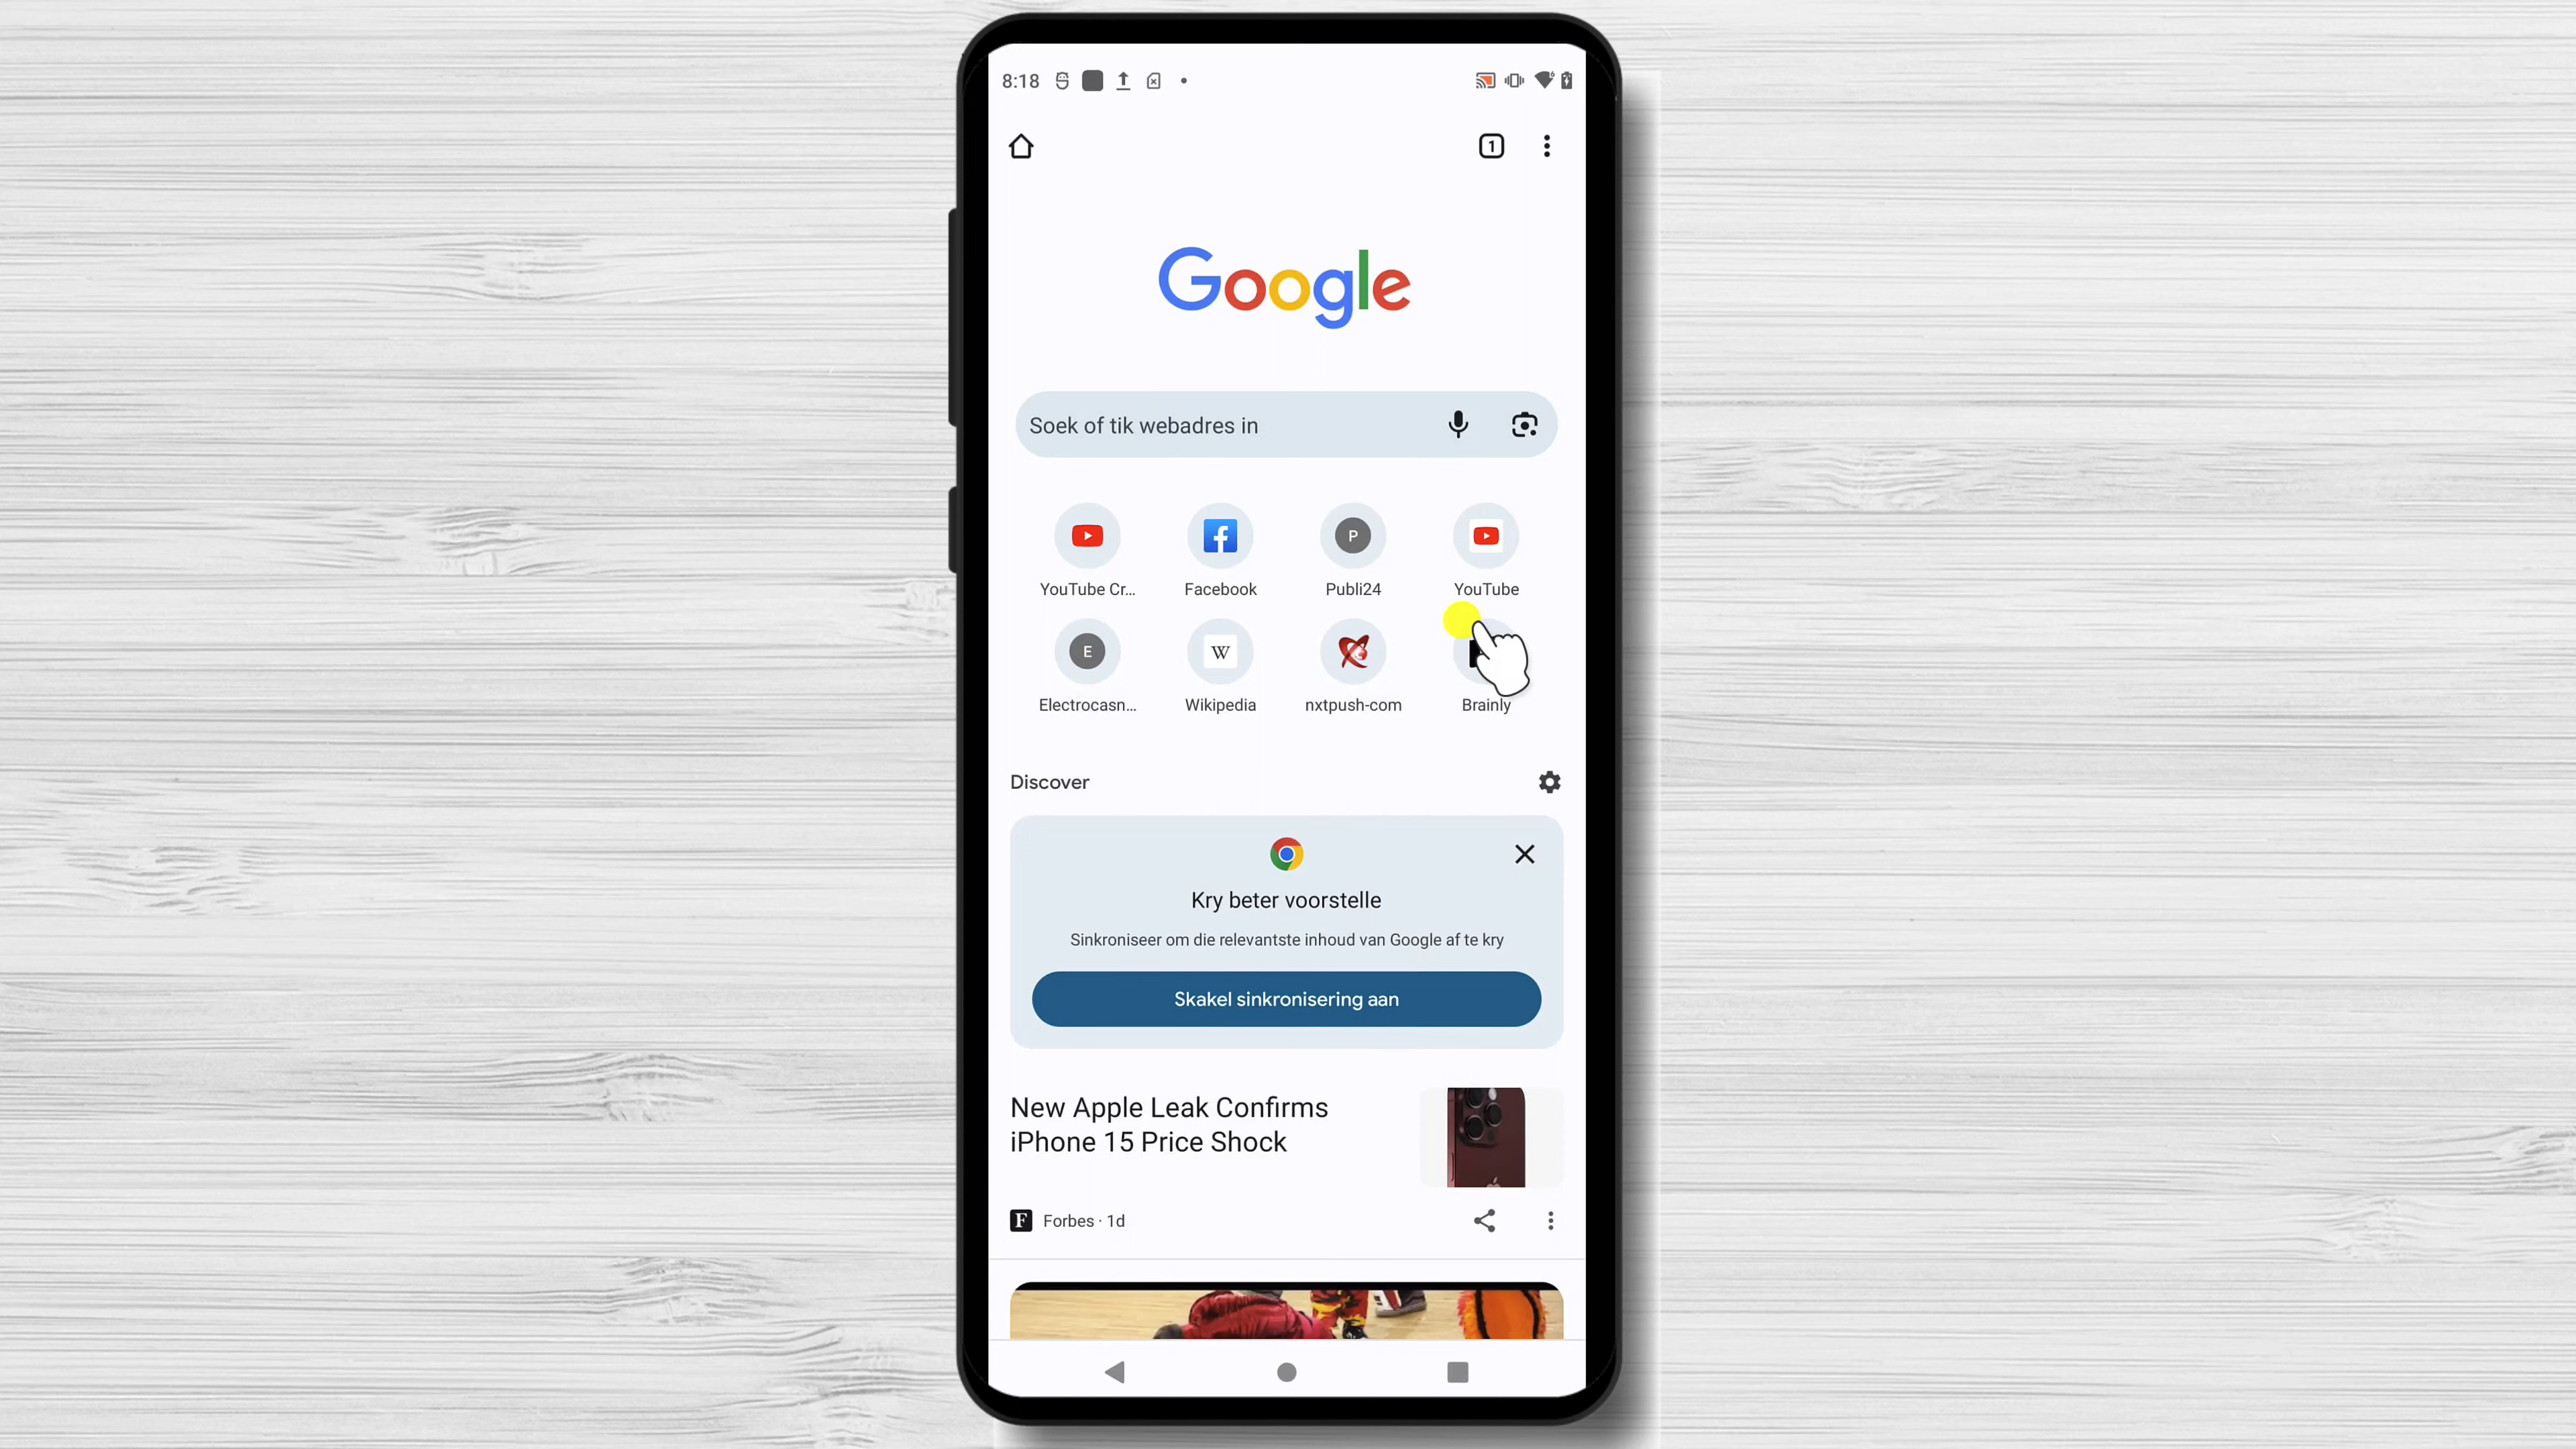 8:18
1
Google
Soek of tik webadres in
P
YouTube Cr...
Facebook
Publi24
YouTube
E
W
Electrocasn...
Wikipedia
nxtpush-com
Brainly
Discover
Kry beter voorstelle
Sinkroniseer om die relevantste inhoud van Google af te kry
Skakel sinkronisering aan
New Apple Leak Confirms
iPhone 15 Price Shock
F Forbes · 1d